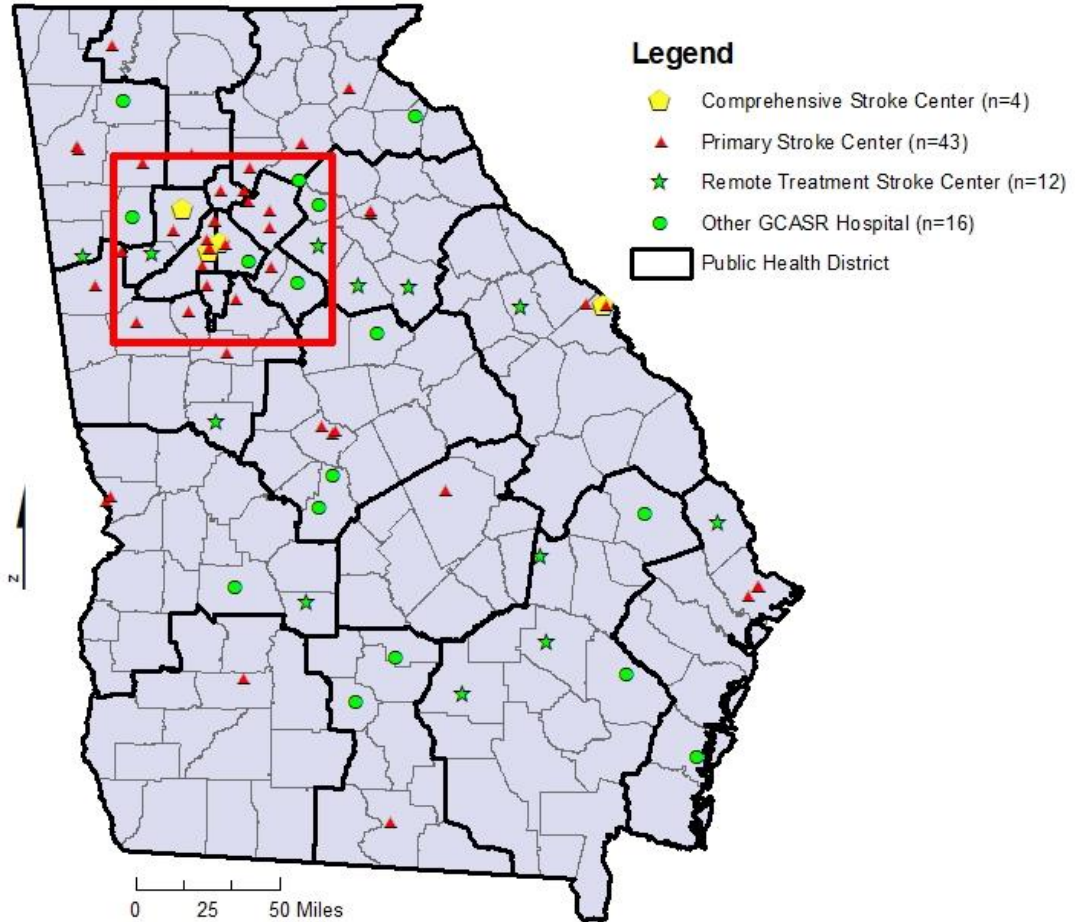 Legend
Comprehensive Stroke Center (n=4)
Primary Stroke Center (n=43)
Remote Treatment Stroke Center (n=12)
Other GCASR Hospital (n=16)
Public Health District
z
0 25 50 Miles